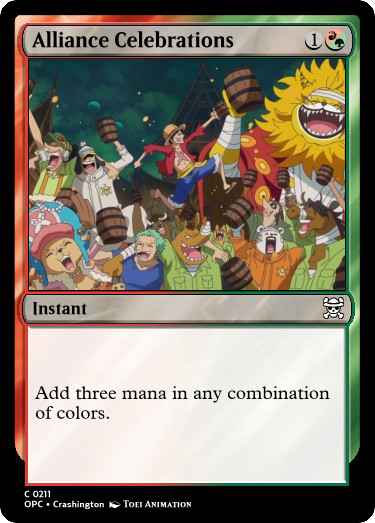 Alliance Celebrations 1
Instant
Add three mana in any combination
of colors.
C 0211
OPC • Crashington TOEI ANIMATION